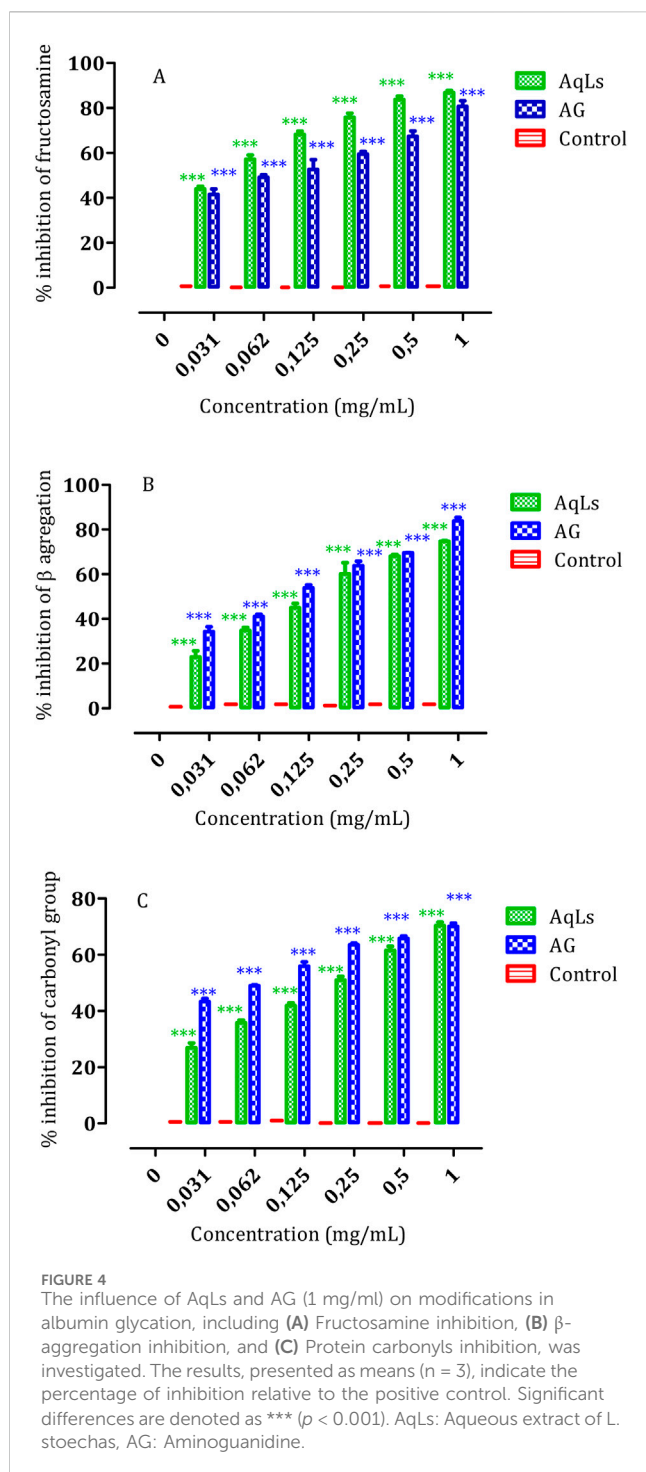 A
% inhibition of fructosamine
100
80
60
40
20
0
*** *** *** *** *** *** *** *** *** *** *** ***
AqLs
AG
Control
0 0,031 0,062 0,125 0,25 0,5 1
Concentration (mg/mL)
B
% inhibition of β agregation
100
80
60
40
20
0
*** *** *** *** *** *** *** *** *** *** *** ***
AqLs
AG
Control
0 0,031 0,062 0,125 0,25 0,5 1
Concentration (mg/mL)
C
% inhibition of carbonyl group
80
60
40
20
0
*** *** *** *** *** *** *** *** *** *** *** ***
AqLs
AG
Control
0 0,031 0,062 0,125 0,25 0,5 1
Concentration (mg/mL)
FIGURE 4
The influence of AqLs and AG (1 mg/ml) on modifications in
albumin glycation, including (A) Fructosamine inhibition, (B) β-
aggregation inhibition, and (C) Protein carbonyls inhibition, was
investigated. The results, presented as means (n = 3), indicate the
percentage of inhibition relative to the positive control. Significant
differences are denoted as *** (p < 0.001). AqLs: Aqueous extract of L.
stoechas, AG: Aminoguanidine.